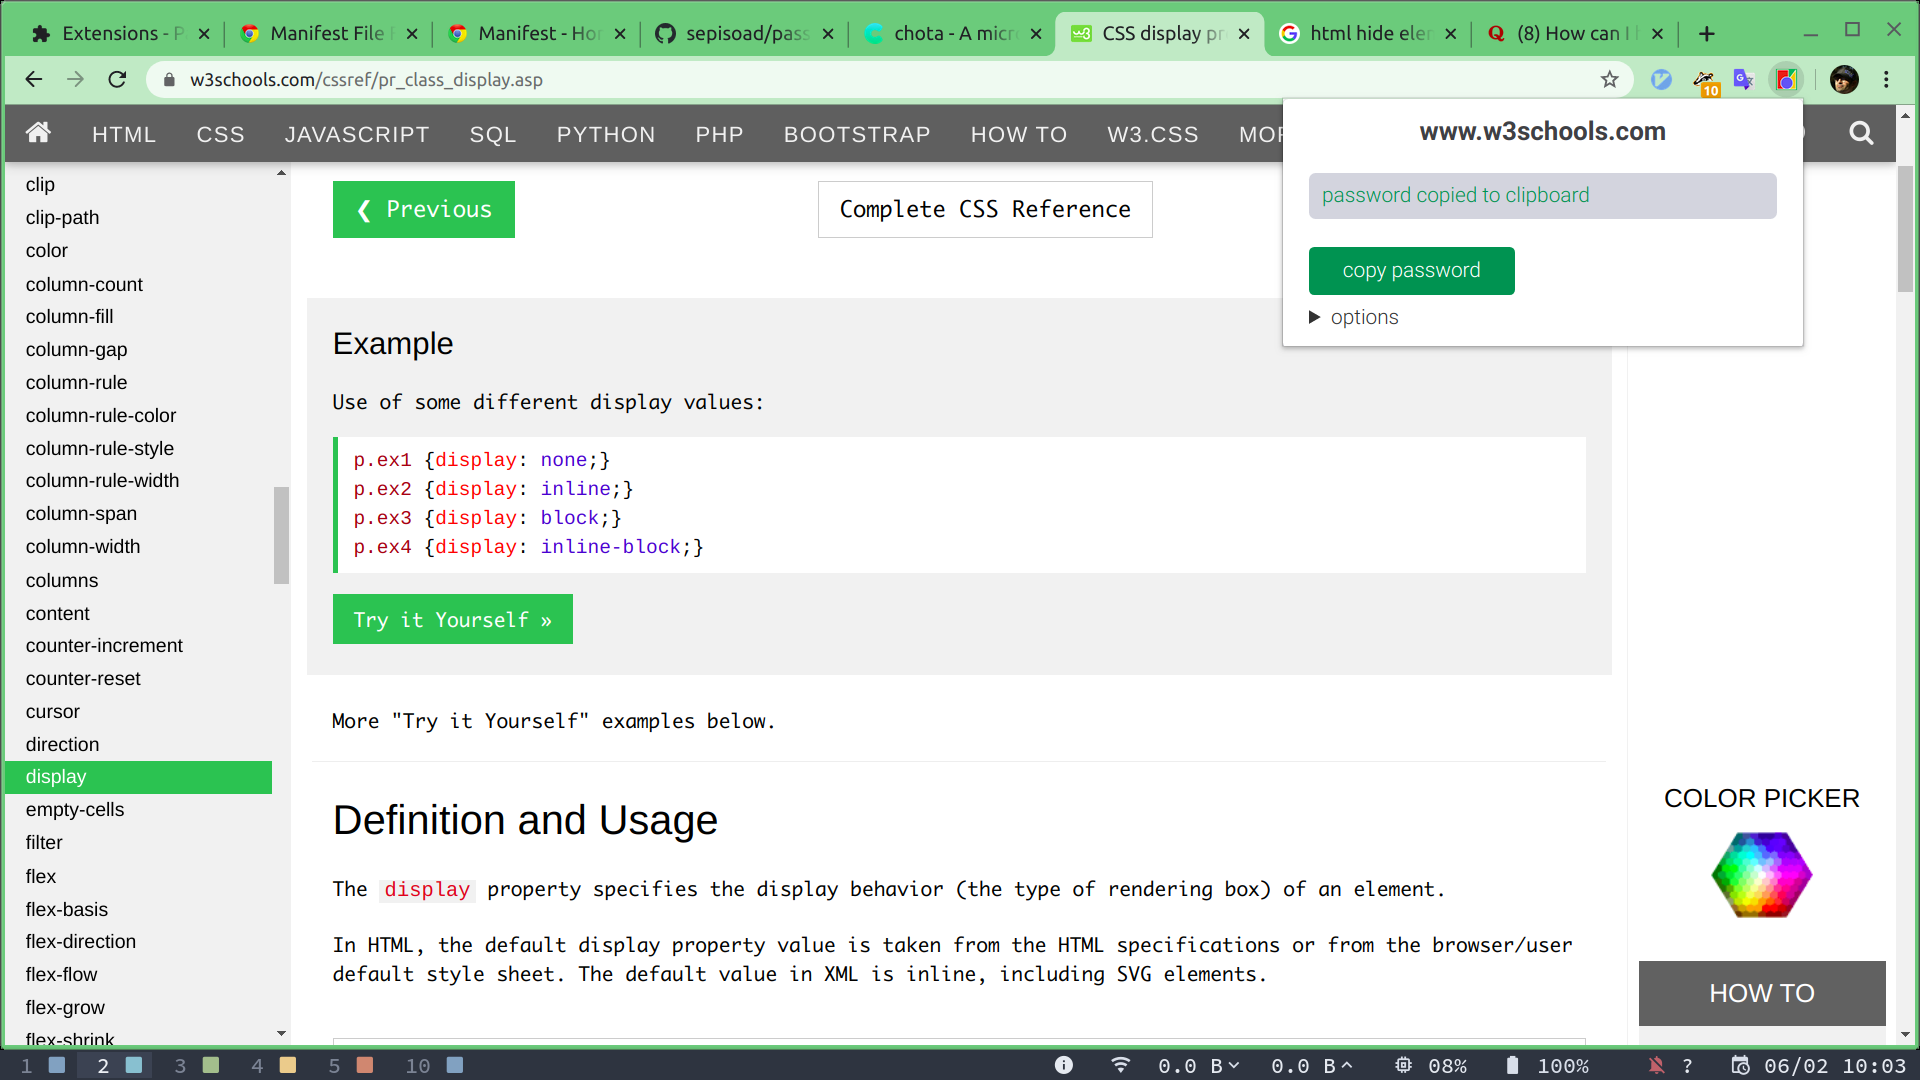 Extensions - P
Manifest File F
Manifest - Hon
sepisoad/pass
chota - A micr
CSS display pr
html hide elem
(8) How can I h
w3schools.com/cssref/pr_class_display.asp
10
HTML
CSS
JAVASCRIPT
SQL
PYTHON
PHP
BOOTSTRAP
HOW TO
W3.CSS
MOR
www.w3schools.com
password copied to clipboard
copy password
▶ options
clip
clip-path
color
column-count
column-fill
column-gap
column-rule
column-rule-color
column-rule-style
column-rule-width
column-span
column-width
columns
content
counter-increment
counter-reset
cursor
direction
display
empty-cells
filter
flex
flex-basis
flex-direction
flex-flow
flex-grow
flex-shrink
❮ Previous
Complete CSS Reference
Example
Use of some different display values:
p.ex1 {display: none;}
p.ex2 {display: inline;}
p.ex3 {display: block;}
p.ex4 {display: inline-block;}
Try it Yourself »
More "Try it Yourself" examples below.
Definition and Usage
The display property specifies the display behavior (the type of rendering box) of an element.
In HTML, the default display property value is taken from the HTML specifications or from the browser/user
default style sheet. The default value in XML is inline, including SVG elements.
COLOR PICKER
HOW TO
1 2 3 4 5 10
0.0 B
0.0 B
08%
100%
?
06/02 10:03